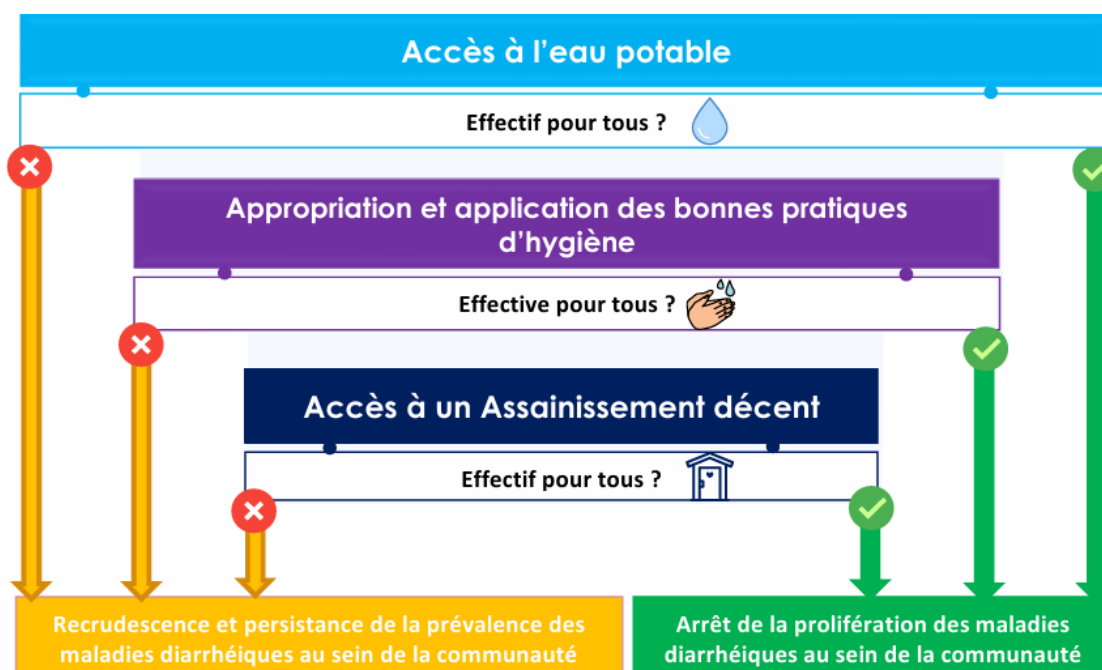 Accès à l’eau potable
Effectif pour tous ?
Appropriation et application des bonnes pratiques
d’hygiène
Effective pour tous ?
Accès à un Assainissement décent
Effectif pour tous ?
Recrudescence et persistance de la prévalence des
maladies diarrhéiques au sein de la communauté
Arrêt de la prolifération des maladies
diarrhéiques au sein de la communauté